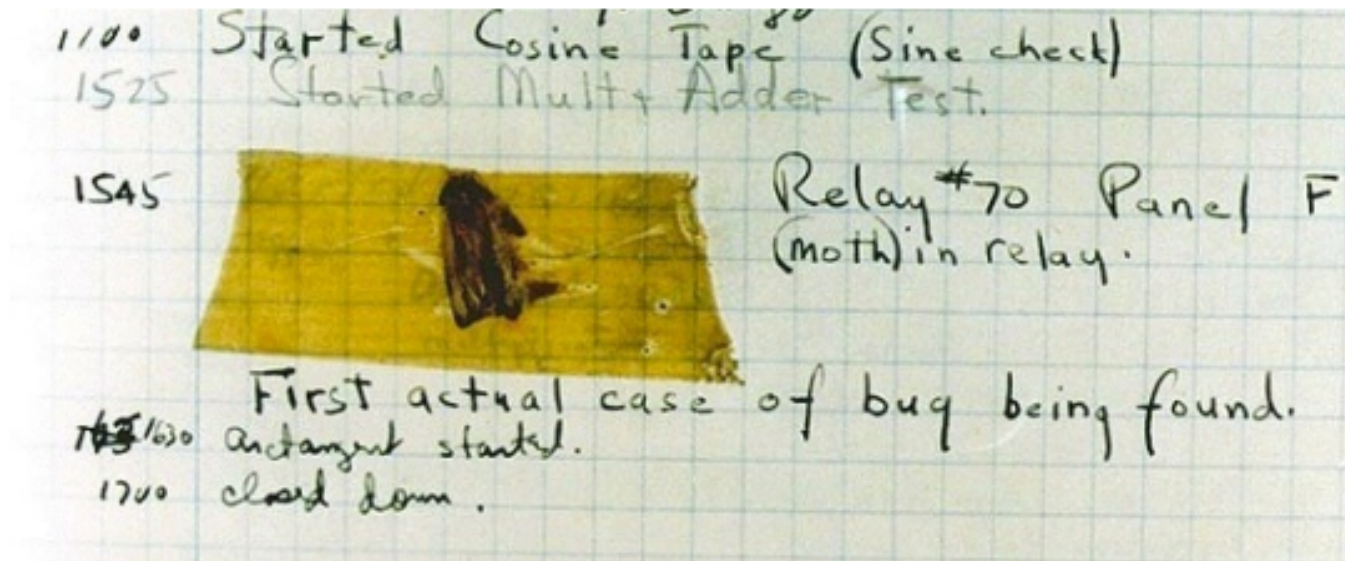 1100 Started Cosine Tape (Sine check)
1525 Started Mult + Adder Test.
1545 Relay #70 Panel F
(moth) in relay.
First actual case of bug being found.
1630 arctangent started.
1700 closed down.